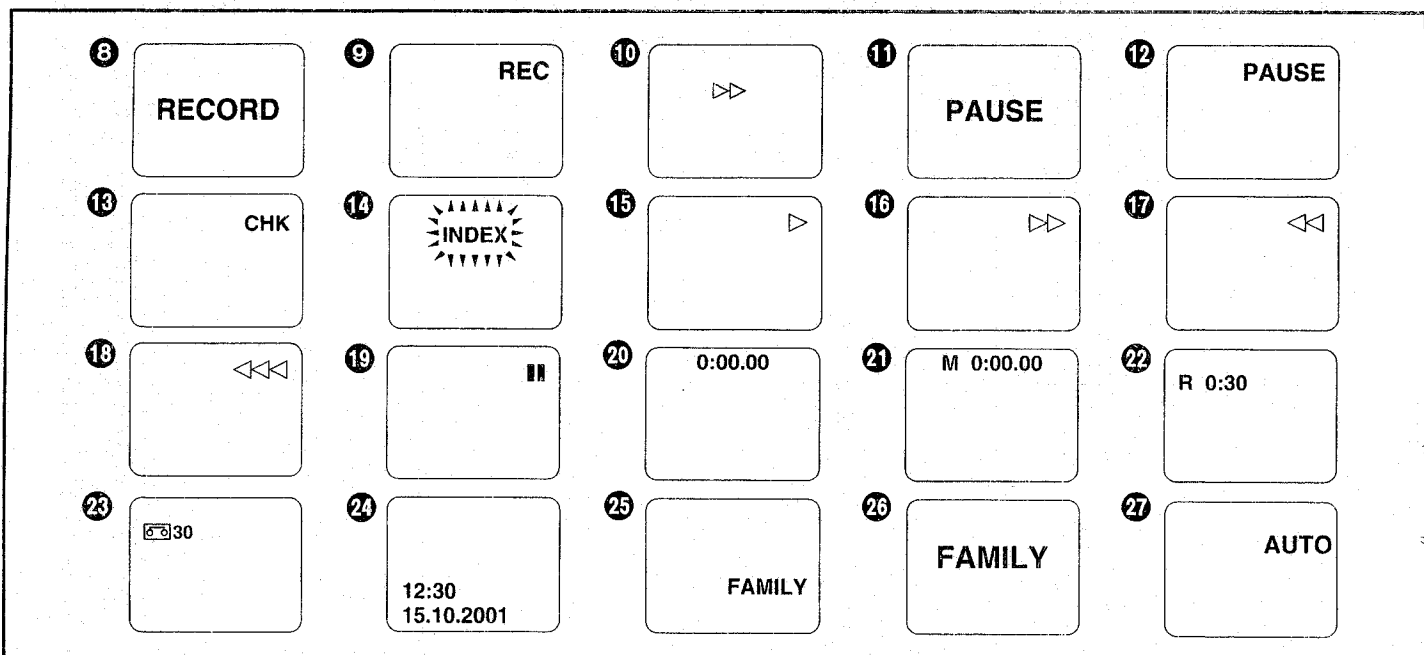 8 RECORD
9 REC
10 ▷▷
11 PAUSE
12 PAUSE
13 CHK
14 INDEX
15 ▷
16 ▷▷
17 ◁◁
18 ◁◁◁
19 ▮▮
20 0:00.00
21 M 0:00.00
22 R 0:30
23 30
24 12:30
15.10.2001
25 FAMILY
26 FAMILY
27 AUTO